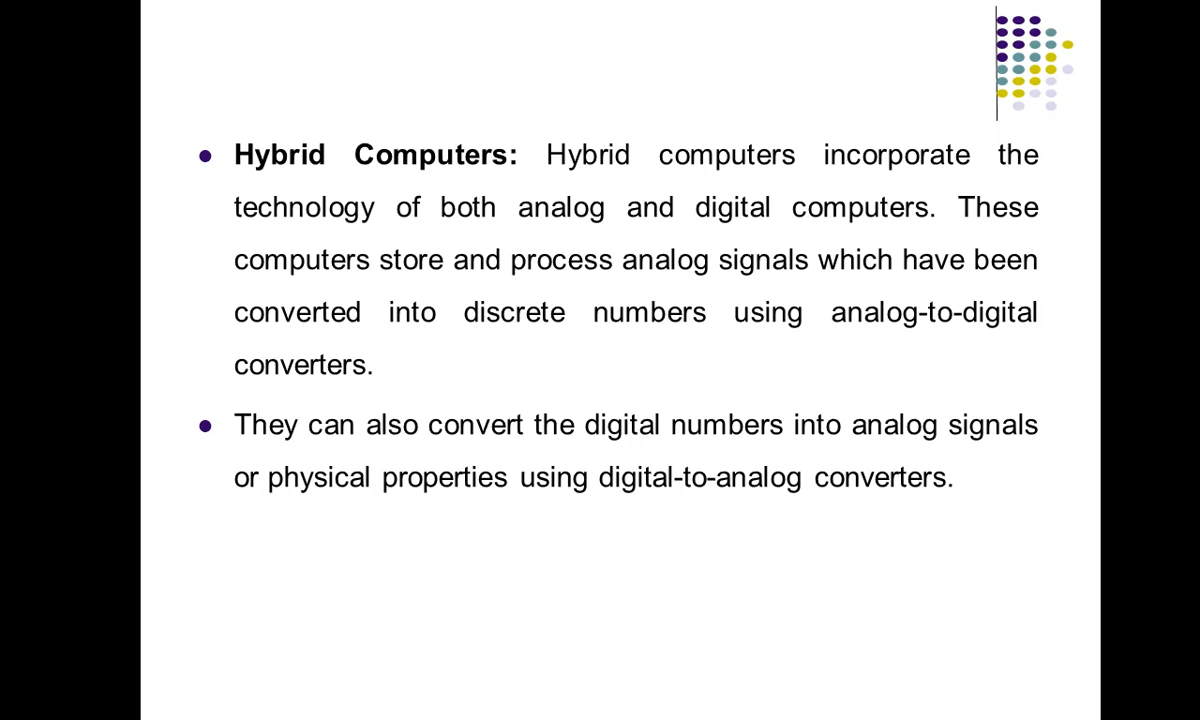 ● Hybrid Computers: Hybrid computers incorporate the
technology of both analog and digital computers. These
computers store and process analog signals which have been
converted into discrete numbers using analog-to-digital
converters.
● They can also convert the digital numbers into analog signals
or physical properties using digital-to-analog converters.